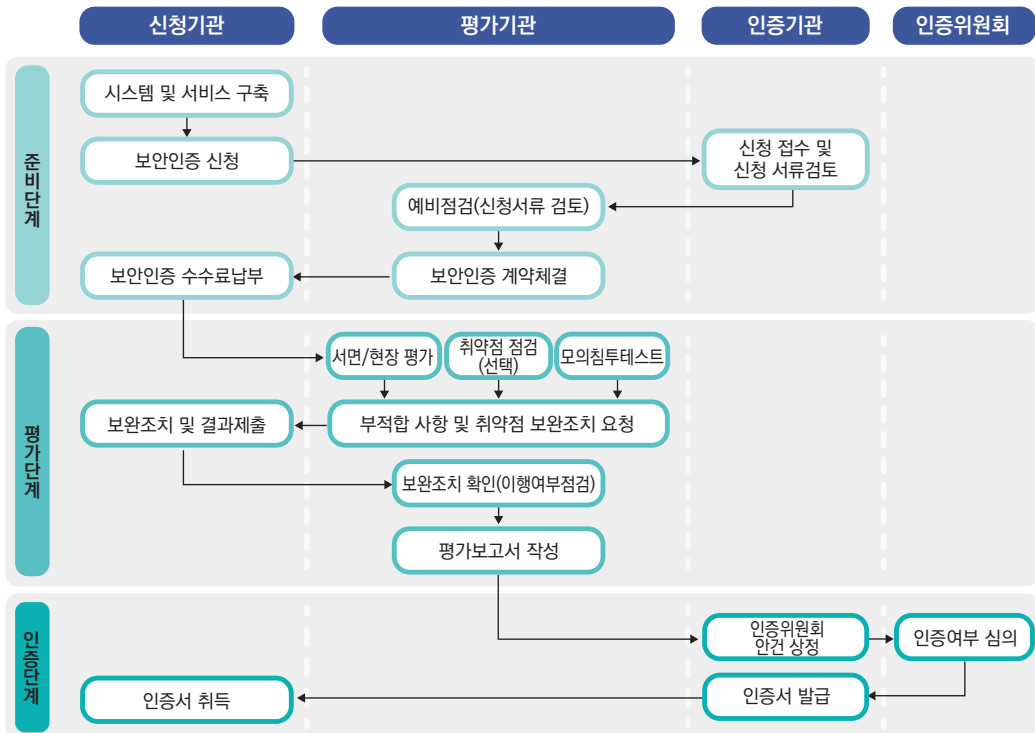 신청기관
평가기관
인증기관
인증위원회
준비단계
시스템 및 서비스 구축
보안인증 신청
신청 접수 및
신청 서류검토
예비점검(신청서류 검토)
보안인증 수수료납부
보안인증 계약체결
평가단계
서면/현장 평가
취약점 점검
(선택)
모의침투테스트
보완조치 및 결과제출
부적합 사항 및 취약점 보완조치 요청
보완조치 확인(이행여부점검)
평가보고서 작성
인증단계
인증위원회
안건 상정
인증여부 심의
인증서 취득
인증서 발급